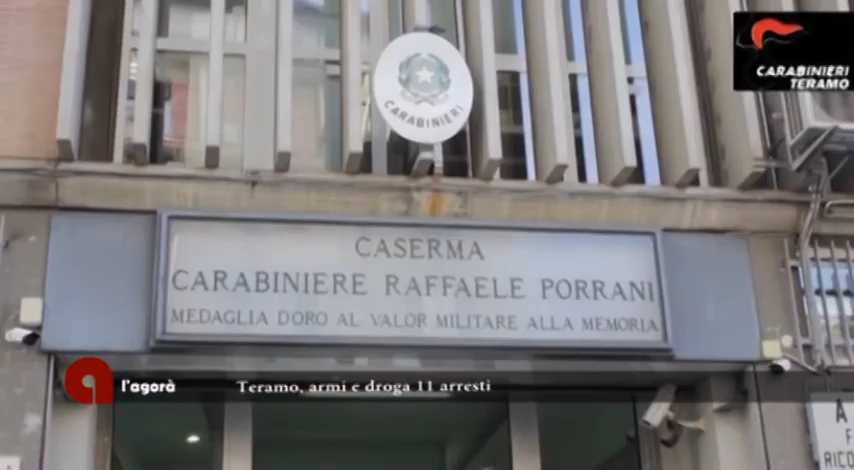 CARABINIERI
CARABINIERI
TERAMO
CASERMA
CARABINIERE RAFFAELE PORRANI
MEDAGLIA DORO AL VALOR MILITARE ALLA MEMORIA
l'agorà
Teramo, armi e droga 11 arresti
A
F
RICO